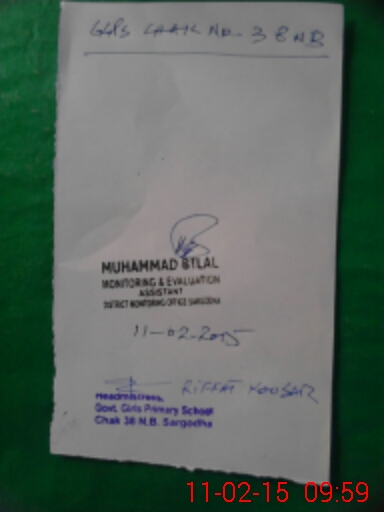 GGPS CHAK NO- 38 NB
MUHAMMAD BILAL
MONITORING & EVALUATION
ASSISTANT
DISTRICT MONITORING OFFICE SARGODHA
11-02-2015
RIFFAT KOUSAR
Headmistress,
Govt. Girls Primary School
Chak 38 N.B. Sargodha
11-02-15 09:59